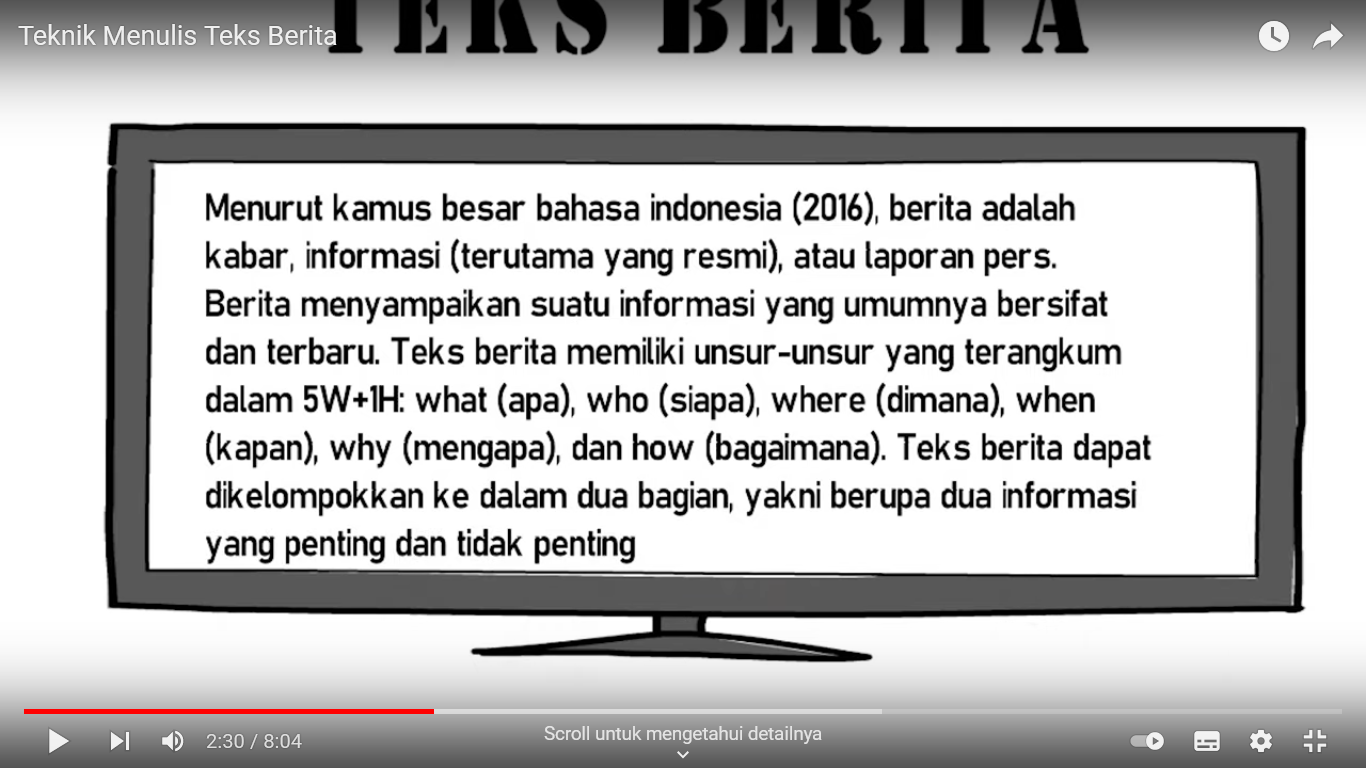 TEKS BERITA
Teknik Menulis Teks Berita
Menurut kamus besar bahasa indonesia (2016), berita adalah
kabar, informasi (terutama yang resmi), atau laporan pers.
Berita menyampaikan suatu informasi yang umumnya bersifat
dan terbaru. Teks berita memiliki unsur-unsur yang terangkum
dalam 5W+1H: what (apa), who (siapa), where (dimana), when
(kapan), why (mengapa), dan how (bagaimana). Teks berita dapat
dikelompokkan ke dalam dua bagian, yakni berupa dua informasi
yang penting dan tidak penting
2:30 / 8:04
Scroll untuk mengetahui detailnya